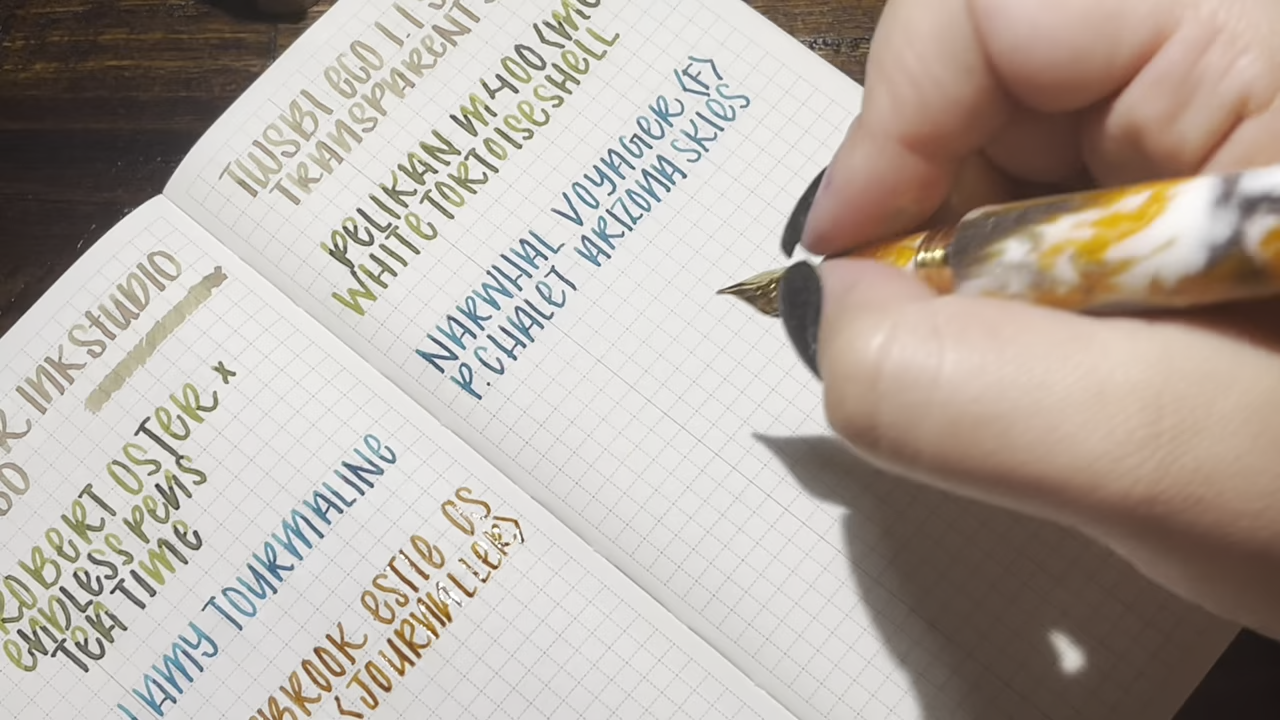 TWSBI ECO 1.1
TRANSPARENT
PELIKAN M400
WHITE TORTOISESHELL
NARWHAL VOYAGER (F)
P.CHALET ARIZONA SKIES
INKSTUDIO
ROBERT OSTER x
ENDLESS PENS
TEA TIME
LAMY TOURMALINE
ESTIE OS
(JOURNALIER)